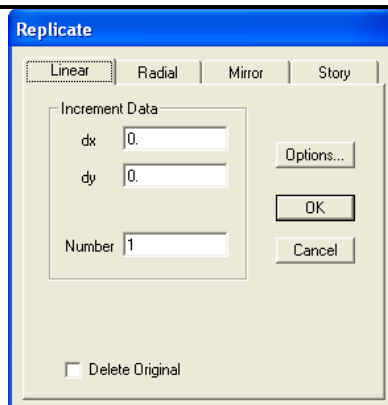 Replicate
Linear Radial Mirror Story
Increment Data
dx 0.
dy 0.
Options...
OK
Number 1
Cancel
Delete Original